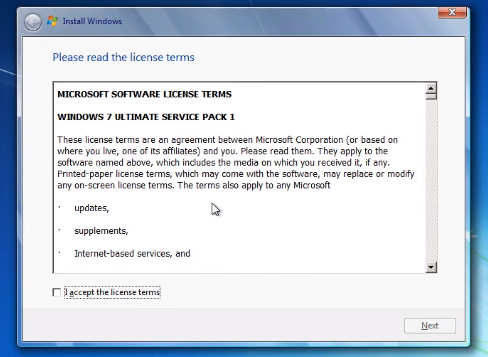 Install Windows
Please read the license terms
MICROSOFT SOFTWARE LICENSE TERMS
WINDOWS 7 ULTIMATE SERVICE PACK 1
These license terms are an agreement between Microsoft Corporation (or based on
where you live, one of its affiliates) and you. Please read them. They apply to the
software named above, which includes the media on which you received it, if any.
Printed-paper license terms, which may come with the software, may replace or modify
any on-screen license terms. The terms also apply to any Microsoft
· updates,
· supplements,
· Internet-based services, and
I accept the license terms
Next